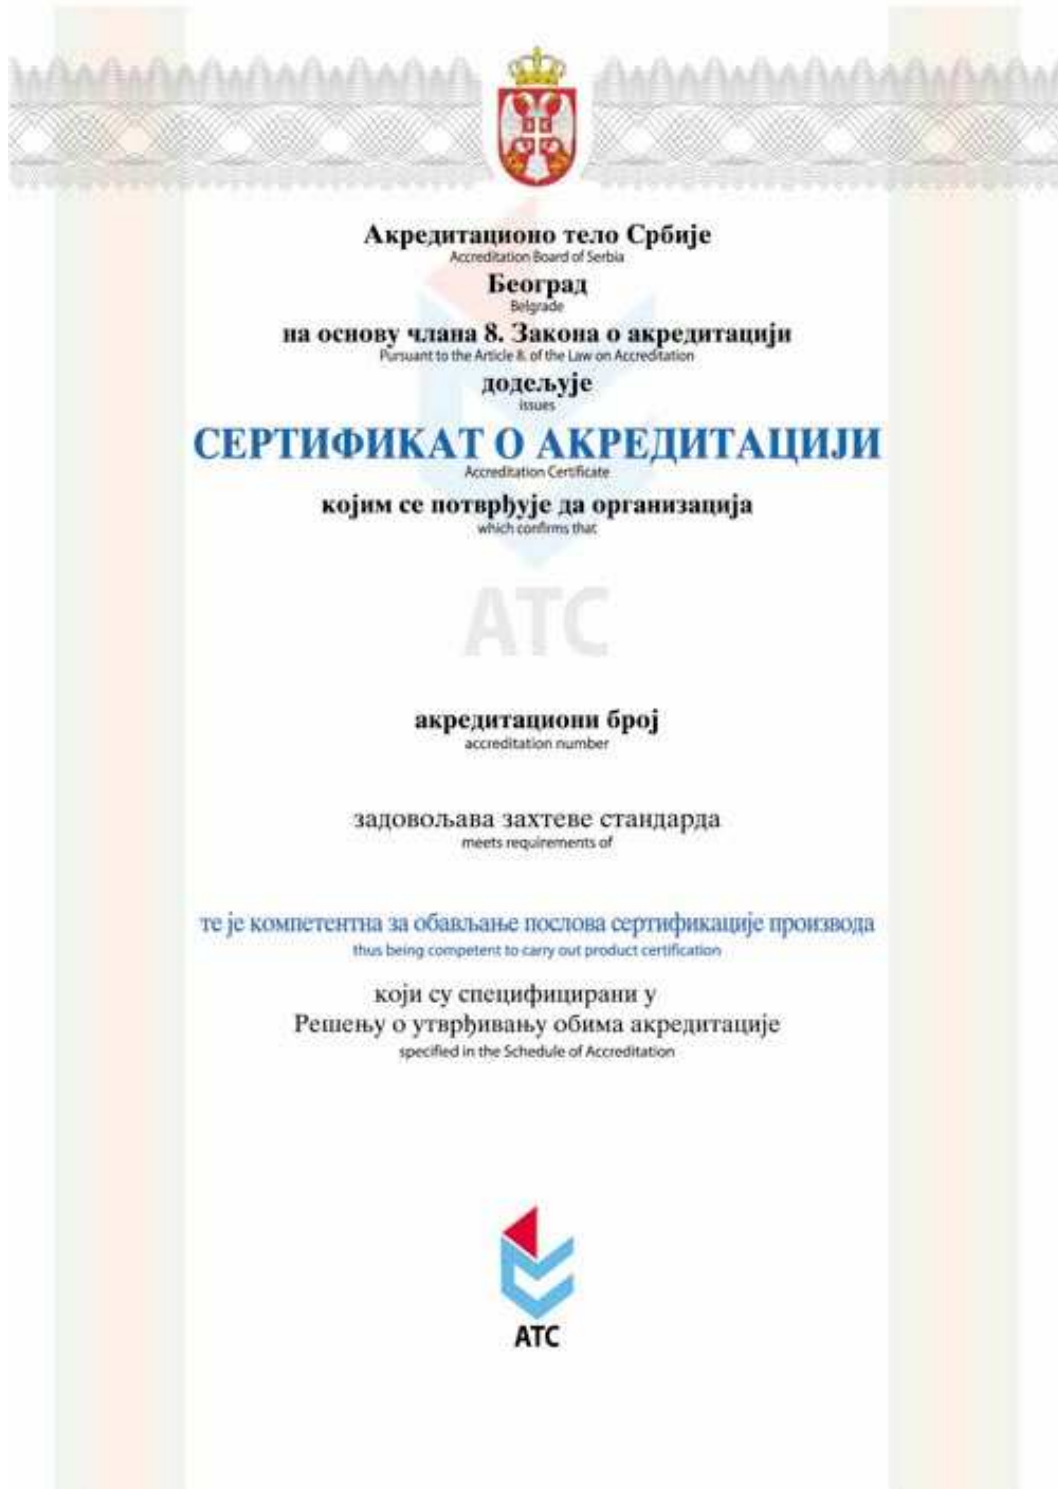 Акредитационо тело Србије
Accreditation Board of Serbia
Београд
Belgrade
на основу члана 8. Закона о акредитацији
Pursuant to the Article 8. of the Law on Accreditation
додељује
issues
СЕРТИФИКАТ О АКРЕДИТАЦИЈИ
Accreditation Certificate
којим се потврђује да организација
which confirms that
АТС
акредитациони број
accreditation number
задовољава захтеве стандарда
meets requirements of
те је компетентна за обављање послова сертификације производа
thus being competent to carry out product certification
који су специфицирани у
Решењу о утврђивању обима акредитације
specified in the Schedule of Accreditation
АТС